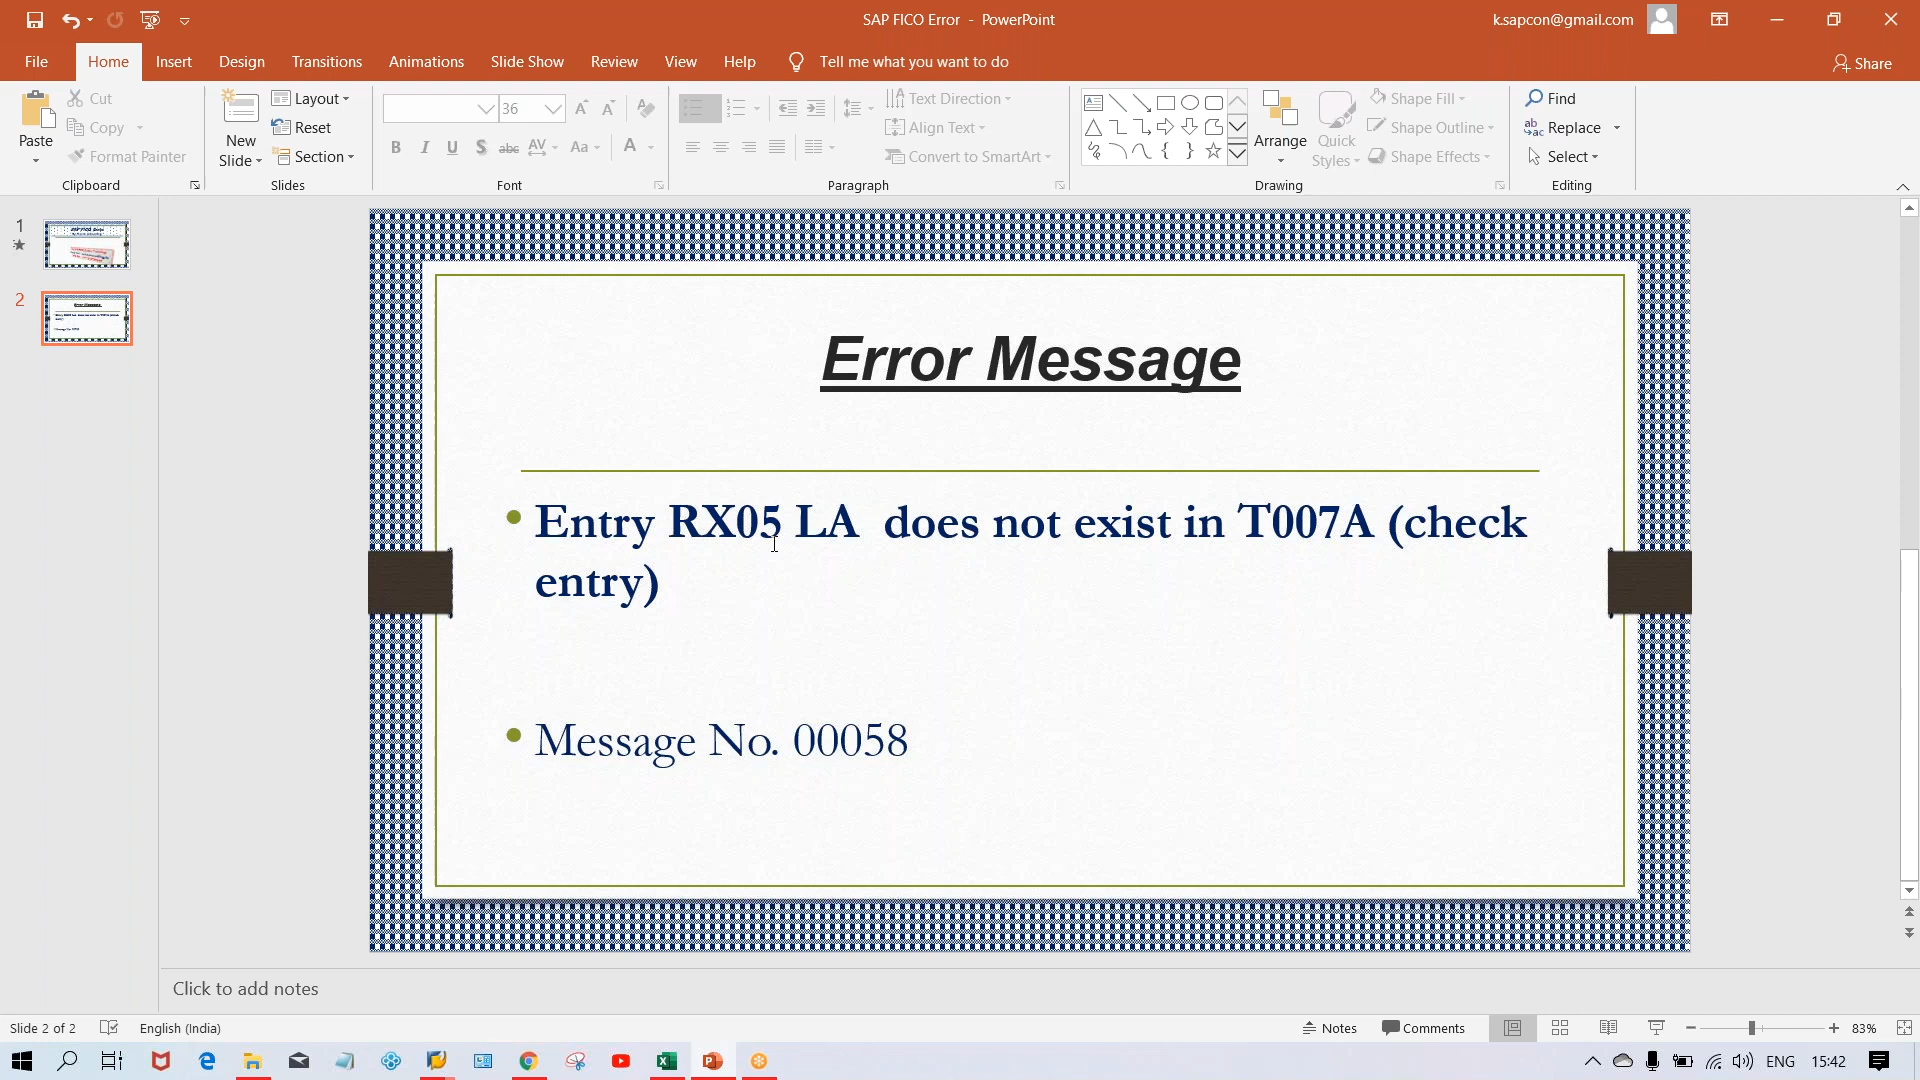 SAP FICO Error - PowerPoint
k.sapcon@gmail.com
File
Home
Insert
Design
Transitions
Animations
Slide Show
Review
View
Help
Tell me what you want to do
Share
Paste
Cut
Copy
Format Painter
Clipboard
New
Slide
Layout
Reset
Section
Slides
36
B I U S abc AV Aa A
Font
Text Direction
Align Text
Convert to SmartArt
Paragraph
Arrange
Quick
Styles
Shape Fill
Shape Outline
Shape Effects
Drawing
Find
Replace
Select
Editing
1
2
Error Message
Entry RX05 LA does not exist in T007A (check
entry)
Message No. 00058
Click to add notes
Slide 2 of 2
English (India)
Notes
Comments
83%
ENG
15:42